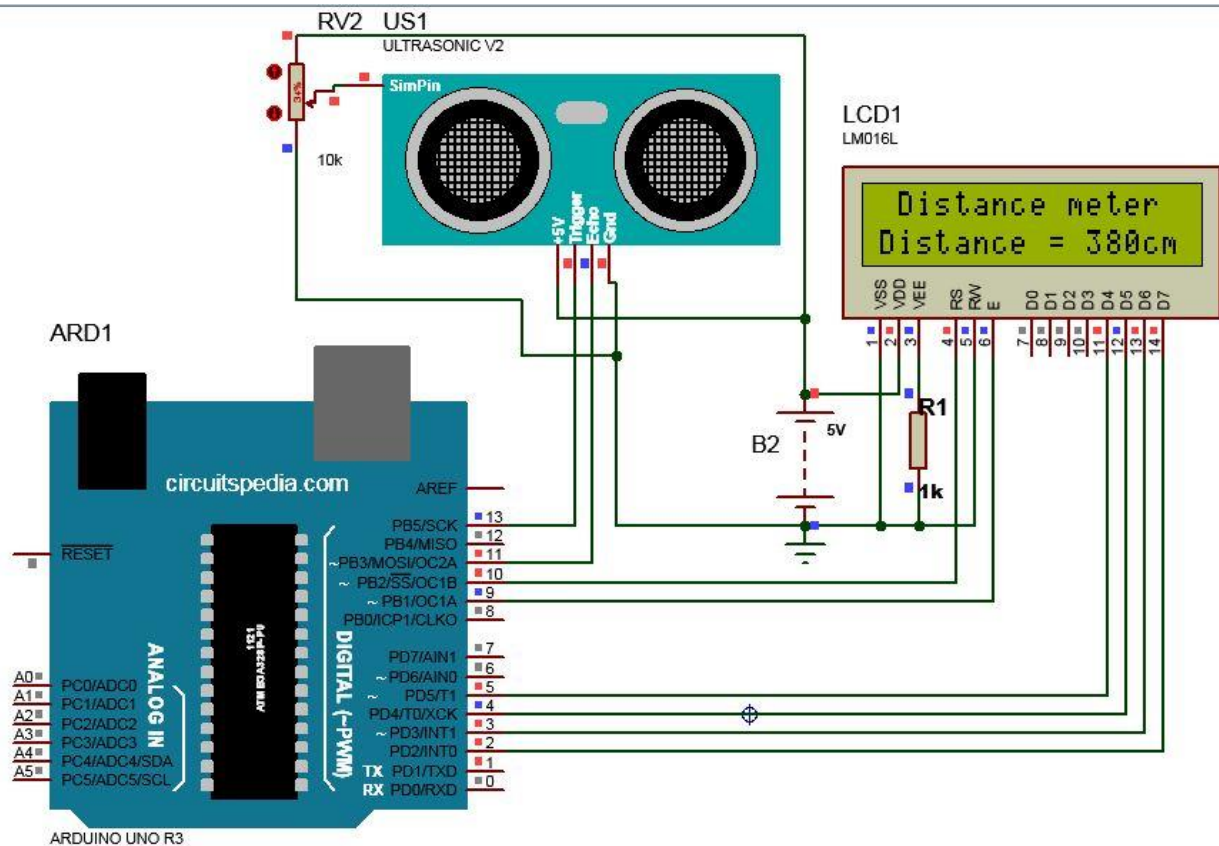 RV2
34%
10k
US1
ULTRASONIC V2
SimPin
+5V
Trigger
Echo
Gnd
LCD1
LM016L
Distance meter
Distance = 380cm
VSS
VDD
VEE
RS
RW
E
D0
D1
D2
D3
D4
D5
D6
D7
1
2
3
4
5
6
7
8
9
10
11
12
13
14
B2
5V
R1
1k
ARD1
circuitspedia.com
AREF
RESET
PB5/SCK 13
PB4/MISO 12
~PB3/MOSI/OC2A 11
~ PB2/SS/OC1B 10
~ PB1/OC1A 9
PB0/ICP1/CLKO 8
PD7/AIN1 7
~ PD6/AIN0 6
~ PD5/T1 5
PD4/T0/XCK 4
~ PD3/INT1 3
PD2/INT0 2
TX PD1/TXD 1
RX PD0/RXD 0
DIGITAL (~PWM)
1121
ATMEGA328P-PU
ANALOG IN
A0 PC0/ADC0
A1 PC1/ADC1
A2 PC2/ADC2
A3 PC3/ADC3
A4 PC4/ADC4/SDA
A5 PC5/ADC5/SCL
ARDUINO UNO R3